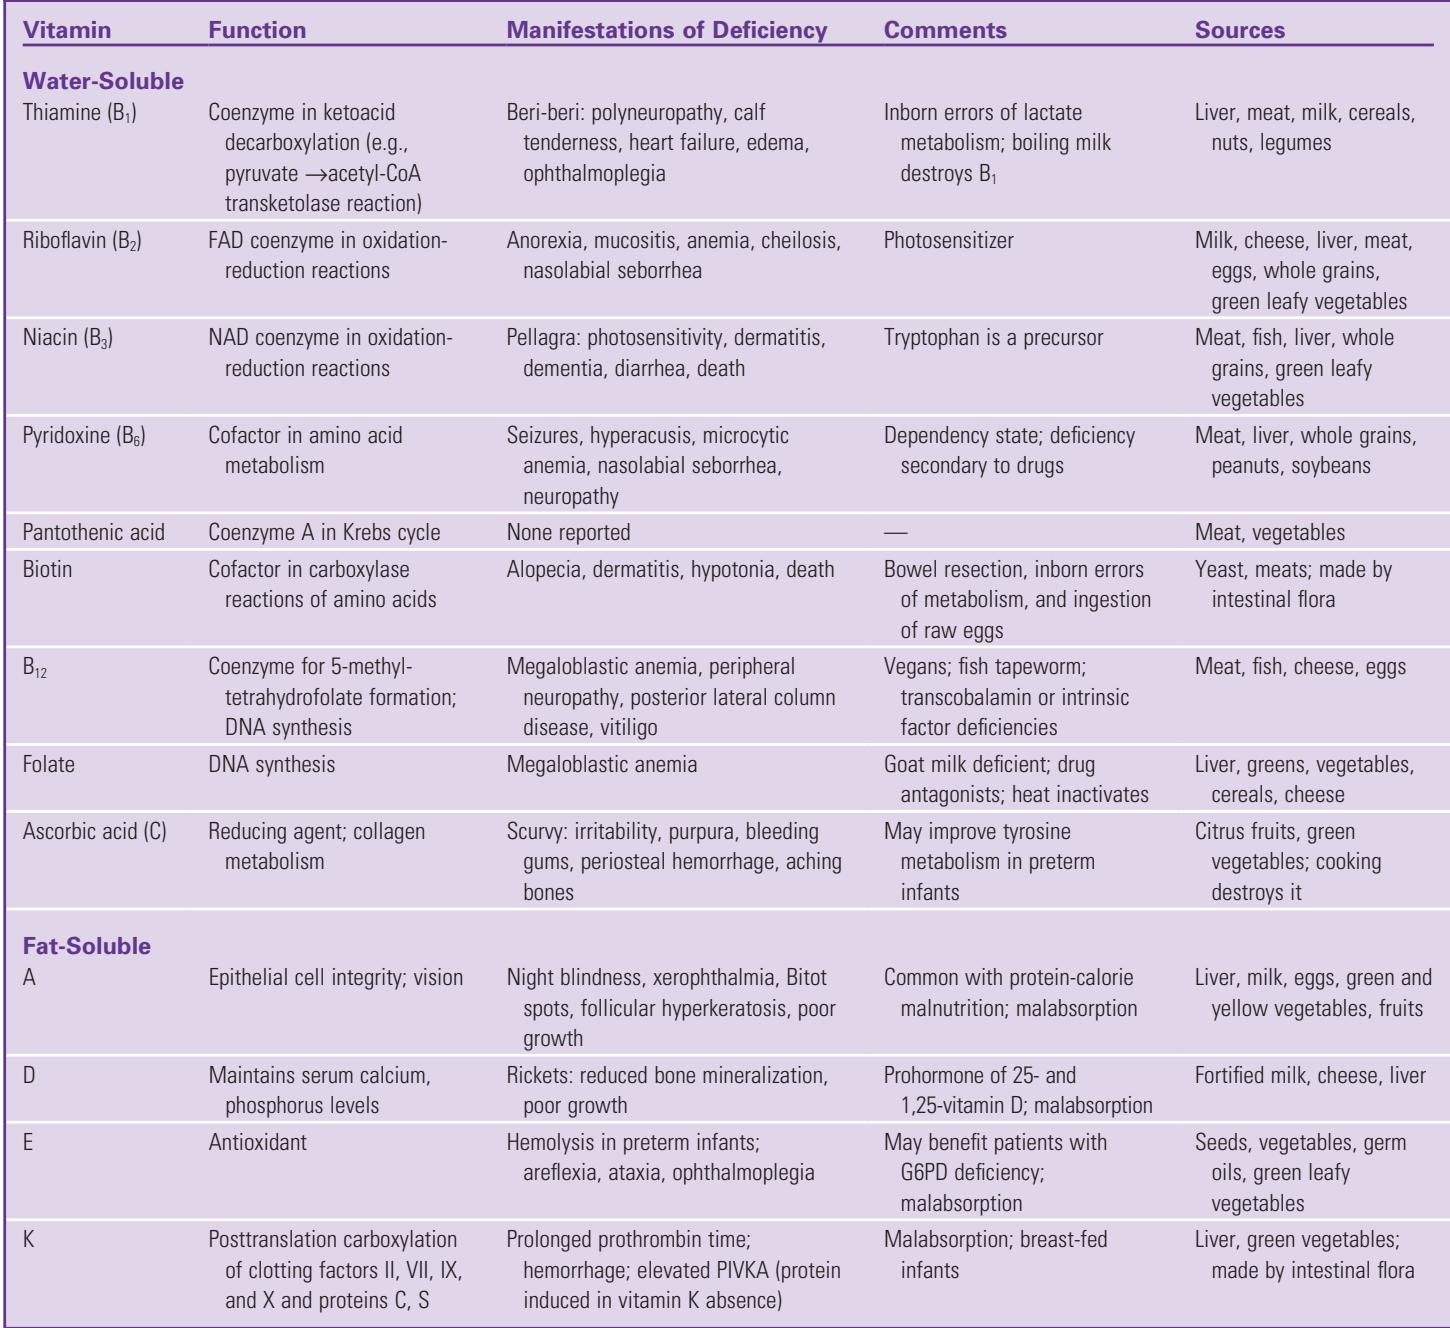 Vitamin Function Manifestations of Deficiency Comments Sources
Water-Soluble
Thiamine (B₁) Coenzyme in ketoacid Beri-beri: polyneuropathy, calf Inborn errors of lactate Liver, meat, milk, cereals,
decarboxylation (e.g., tenderness, heart failure, edema, metabolism; boiling milk nuts, legumes
pyruvate →acetyl-CoA ophthalmoplegia destroys B₁
transketolase reaction)
Riboflavin (B₂) FAD coenzyme in oxidation- Anorexia, mucositis, anemia, cheilosis, Photosensitizer Milk, cheese, liver, meat,
reduction reactions nasolabial seborrhea eggs, whole grains,
green leafy vegetables
Niacin (B₃) NAD coenzyme in oxidation- Pellagra: photosensitivity, dermatitis, Tryptophan is a precursor Meat, fish, liver, whole
reduction reactions dementia, diarrhea, death grains, green leafy
vegetables
Pyridoxine (B₆) Cofactor in amino acid Seizures, hyperacusis, microcytic Dependency state; deficiency Meat, liver, whole grains,
metabolism anemia, nasolabial seborrhea, secondary to drugs peanuts, soybeans
neuropathy
Pantothenic acid Coenzyme A in Krebs cycle None reported — Meat, vegetables
Biotin Cofactor in carboxylase Alopecia, dermatitis, hypotonia, death Bowel resection, inborn errors Yeast, meats; made by
reactions of amino acids of metabolism, and ingestion intestinal flora
of raw eggs
B₁₂ Coenzyme for 5-methyl- Megaloblastic anemia, peripheral Vegans; fish tapeworm; Meat, fish, cheese, eggs
tetrahydrofolate formation; neuropathy, posterior lateral column transcobalamin or intrinsic
DNA synthesis disease, vitiligo factor deficiencies
Folate DNA synthesis Megaloblastic anemia Goat milk deficient; drug Liver, greens, vegetables,
antagonists; heat inactivates cereals, cheese
Ascorbic acid (C) Reducing agent; collagen Scurvy: irritability, purpura, bleeding May improve tyrosine Citrus fruits, green
metabolism gums, periosteal hemorrhage, aching metabolism in preterm vegetables; cooking
bones infants destroys it
Fat-Soluble
A Epithelial cell integrity; vision Night blindness, xerophthalmia, Bitot Common with protein-calorie Liver, milk, eggs, green and
spots, follicular hyperkeratosis, poor malnutrition; malabsorption yellow vegetables, fruits
growth
D Maintains serum calcium, Rickets: reduced bone mineralization, Prohormone of 25- and Fortified milk, cheese, liver
phosphorus levels poor growth 1,25-vitamin D; malabsorption
E Antioxidant Hemolysis in preterm infants; May benefit patients with Seeds, vegetables, germ
areflexia, ataxia, ophthalmoplegia G6PD deficiency; oils, green leafy
malabsorption vegetables
K Posttranslation carboxylation Prolonged prothrombin time; Malabsorption; breast-fed Liver, green vegetables;
of clotting factors II, VII, IX, hemorrhage; elevated PIVKA (protein infants made by intestinal flora
and X and proteins C, S induced in vitamin K absence)